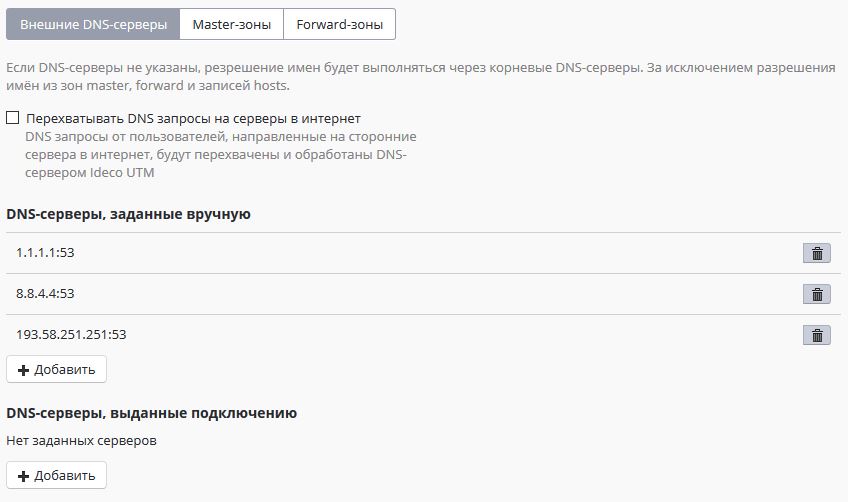 Внешние DNS-серверы Master-зоны Forward-зоны
Если DNS-серверы не указаны, резрешение имен будет выполняться через корневые DNS-серверы. За исключением разрешения
имён из зон master, forward и записей hosts.
Перехватывать DNS запросы на серверы в интернет
DNS запросы от пользователей, направленные на сторонние
сервера в интернет, будут перехвачены и обработаны DNS-
сервером Ideco UTM
DNS-серверы, заданные вручную
1.1.1.1:53
8.8.4.4:53
193.58.251.251:53
Добавить
DNS-серверы, выданные подключению
Нет заданных серверов
Добавить